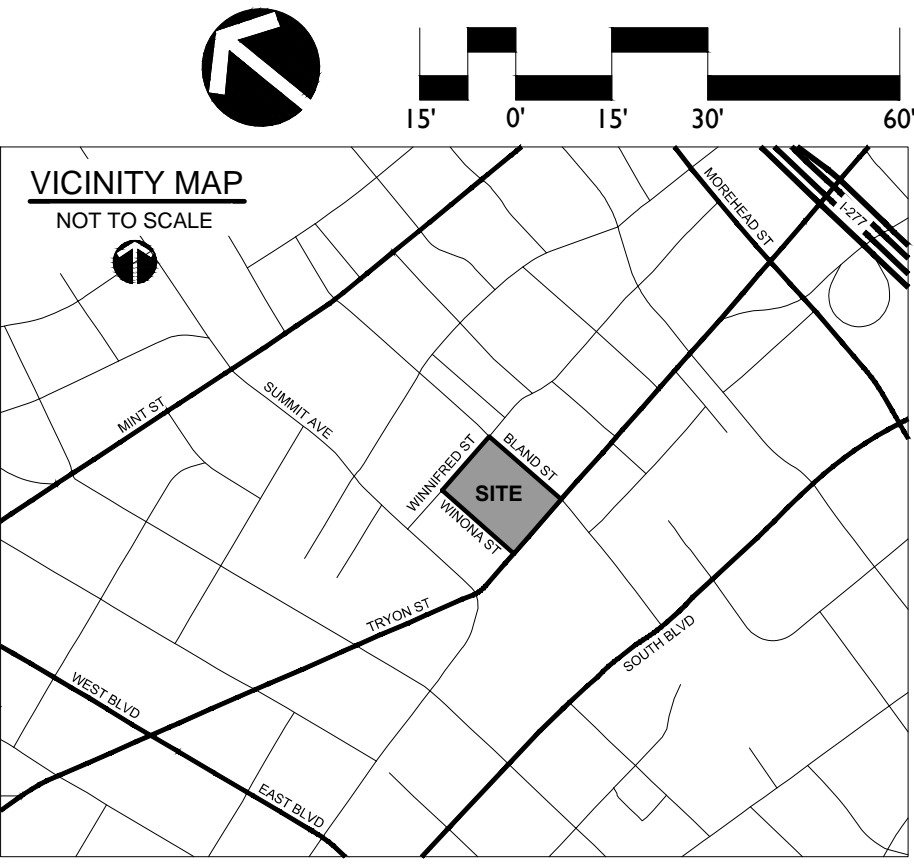 15' 0' 15' 30' 60'
VICINITY MAP
NOT TO SCALE
MOREHEAD ST
I-277
MINT ST
SUMMIT AVE
WINNIFRED ST
BLAND ST
SITE
WINONA ST
TRYON ST
SOUTH BLVD
WEST BLVD
EAST BLVD